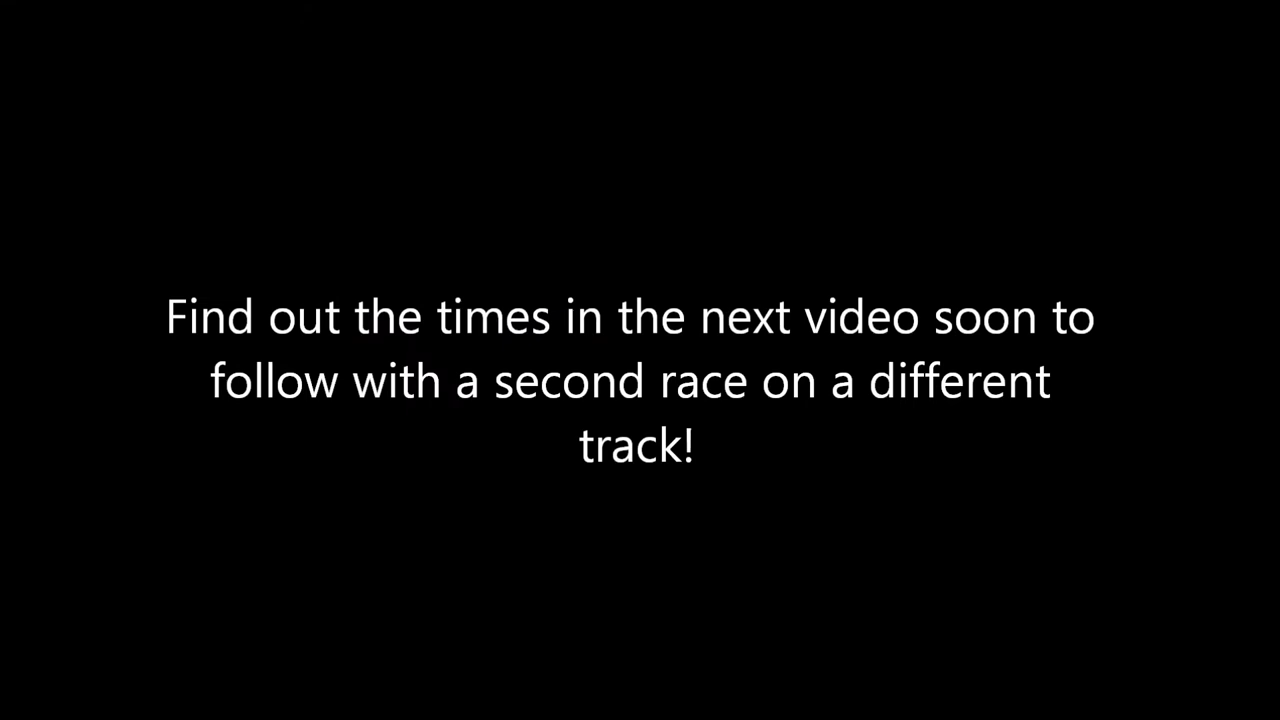 Find out the times in the next video soon to
follow with a second race on a different
track!